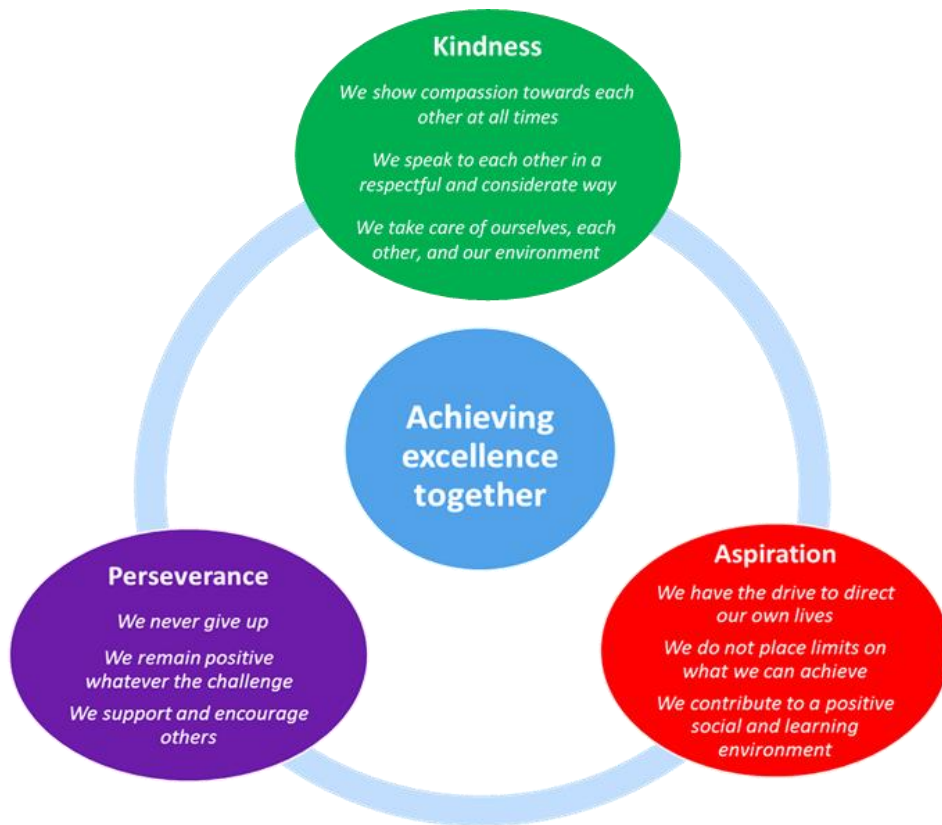 Kindness
We show compassion towards each
other at all times
We speak to each other in a
respectful and considerate way
We take care of ourselves, each
other, and our environment
Achieving
excellence
together
Perseverance
We never give up
We remain positive
whatever the challenge
We support and encourage
others
Aspiration
We have the drive to direct
our own lives
We do not place limits on
what we can achieve
We contribute to a positive
social and learning
environment